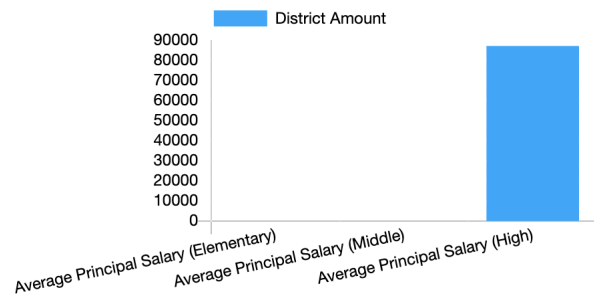 District Amount
90000
80000
70000
60000
50000
40000
30000
20000
10000
0
Average Principal Salary (Elementary)
Average Principal Salary (Middle)
Average Principal Salary (High)